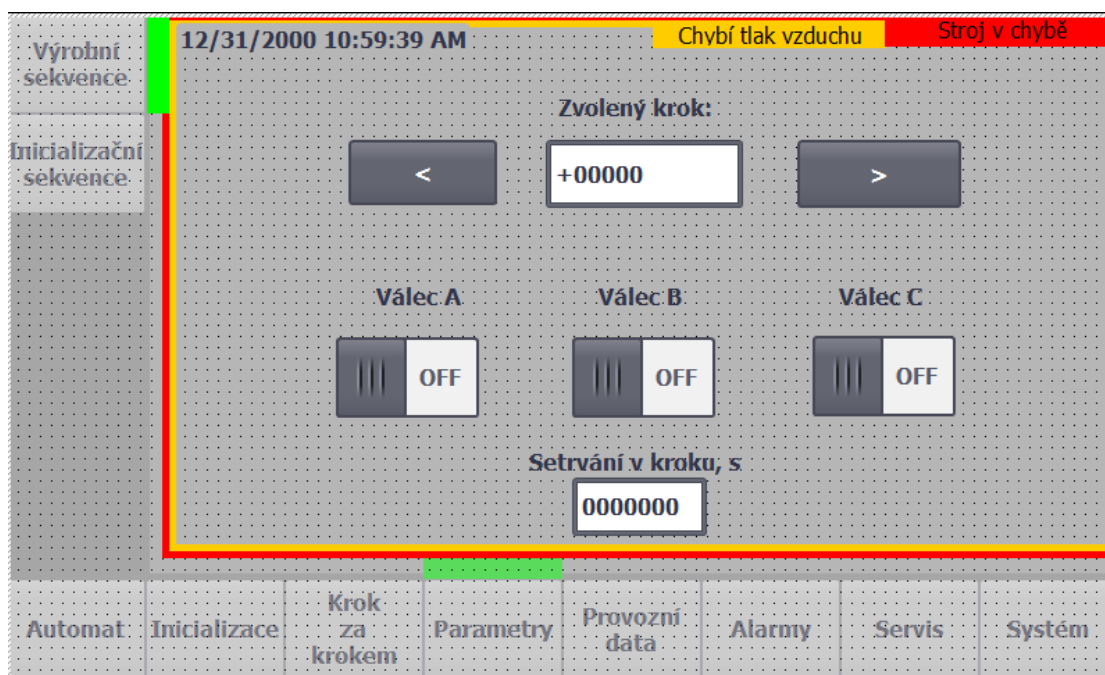 12/31/2000 10:59:39 AM
Chybí tlak vzduchu
Stroj v chybě
Výrobní
sekvence
Inicializační
sekvence
Zvolený krok:
<
+00000
>
Válec A
Válec B
Válec C
OFF
OFF
OFF
Setrvání v kroku, s
0000000
Automat
Inicializace
Krok
za
krokem
Parametry
Provozní
data
Alarmy
Servis
Systém